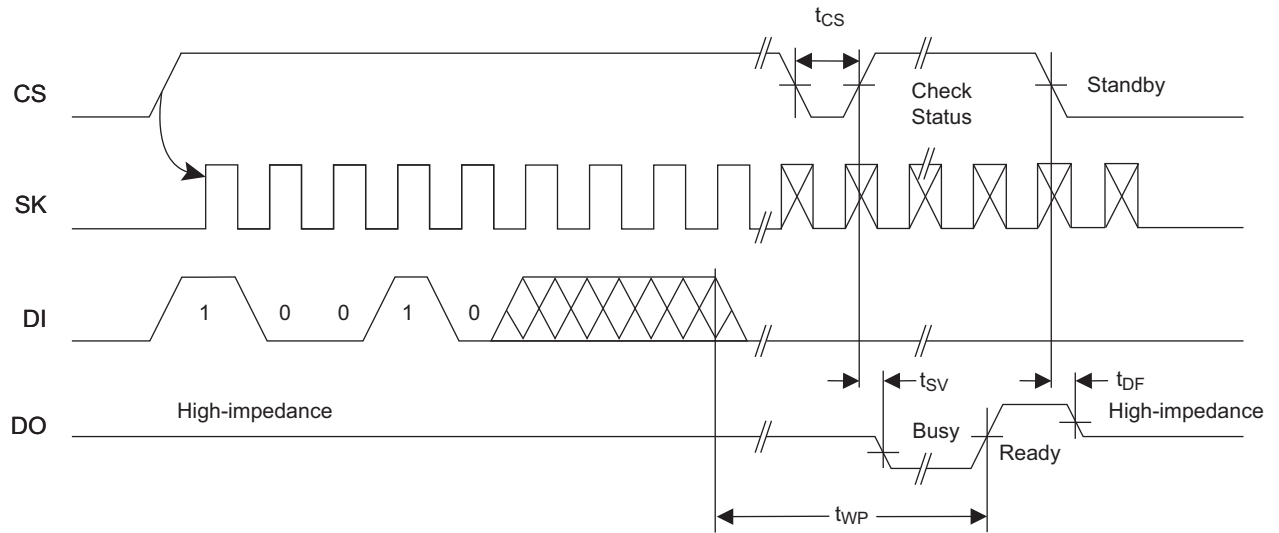 tCS
CS
Check
Status
Standby
SK
DI
1 0 0 1 0
tSV
tDF
DO
High-impedance
Busy
Ready
High-impedance
tWP